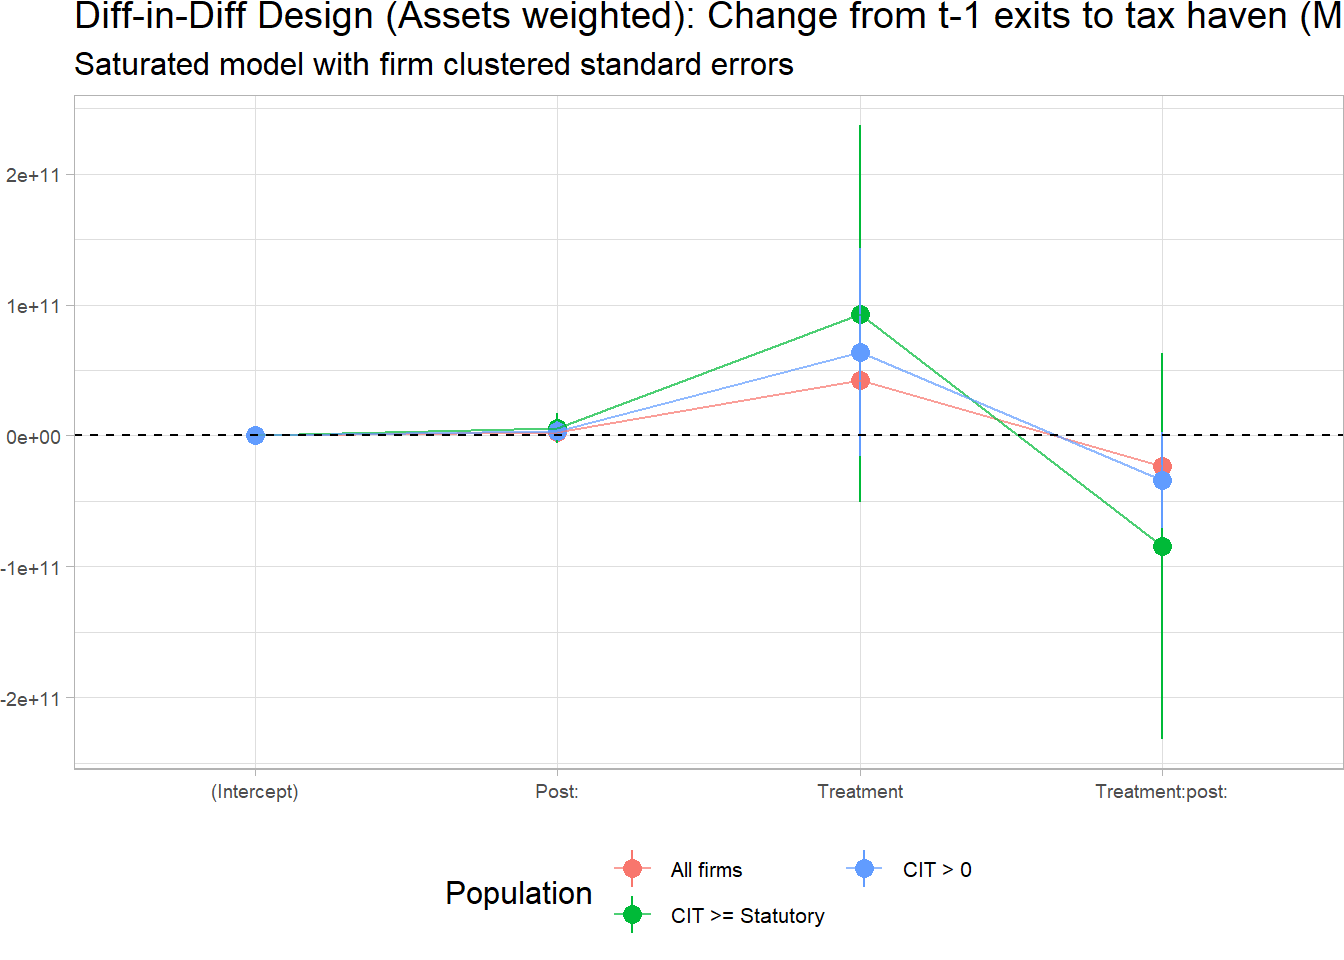 Diff-in-Diff Design (Assets weighted): Change from t-1 exits to tax haven (M
Saturated model with firm clustered standard errors
2e+11
1e+11
0e+00
-1e+11
-2e+11
(Intercept)
Post:
Treatment
Treatment:post:
Population
All firms
CIT > 0
CIT >= Statutory